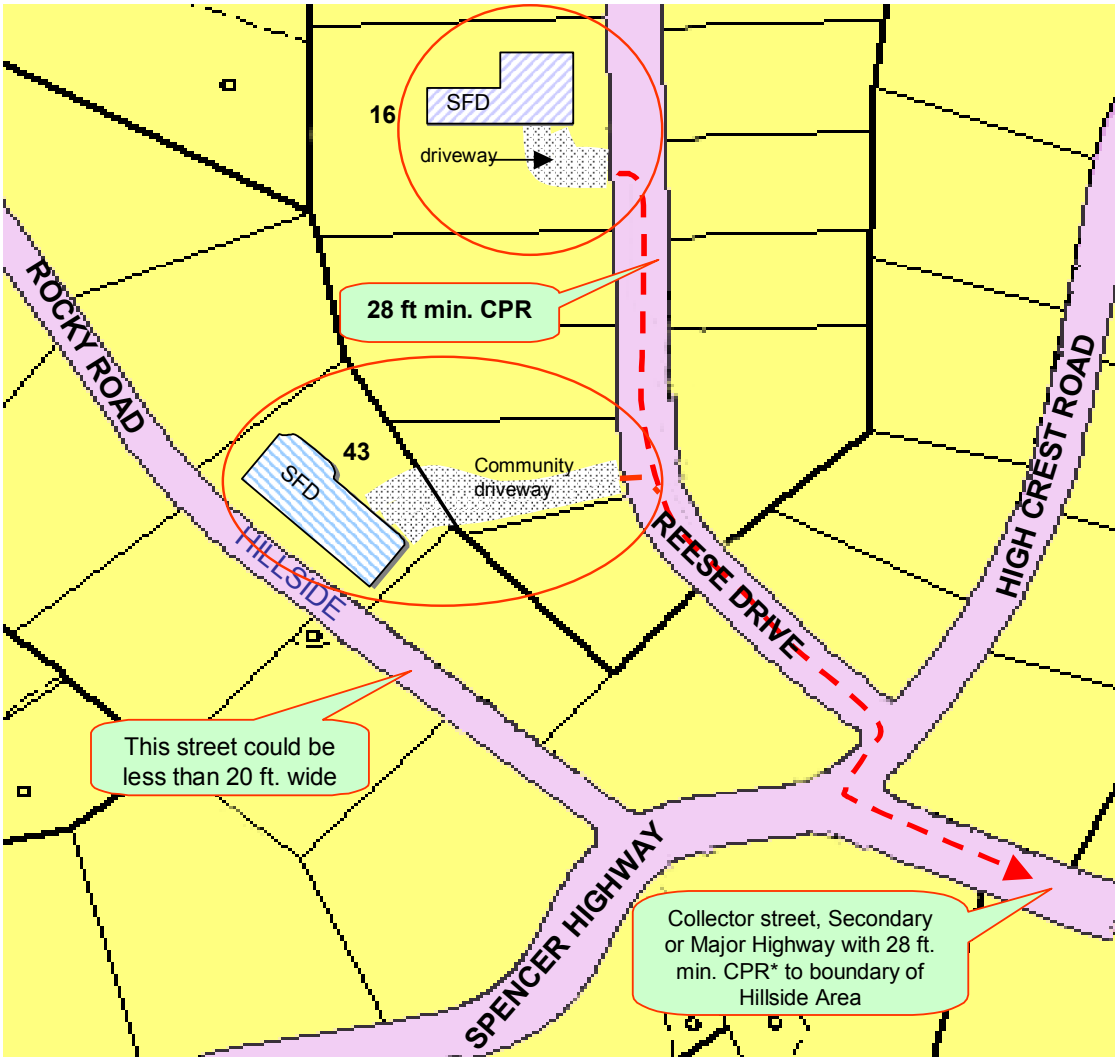 SFD
16
driveway
28 ft min. CPR
ROCKY ROAD
HIGH CREST ROAD
43
SFD
Community
driveway
HILLSIDE
REESE DRIVE
This street could be
less than 20 ft. wide
SPENCER HIGHWAY
Collector street, Secondary
or Major Highway with 28 ft.
min. CPR* to boundary of
Hillside Area